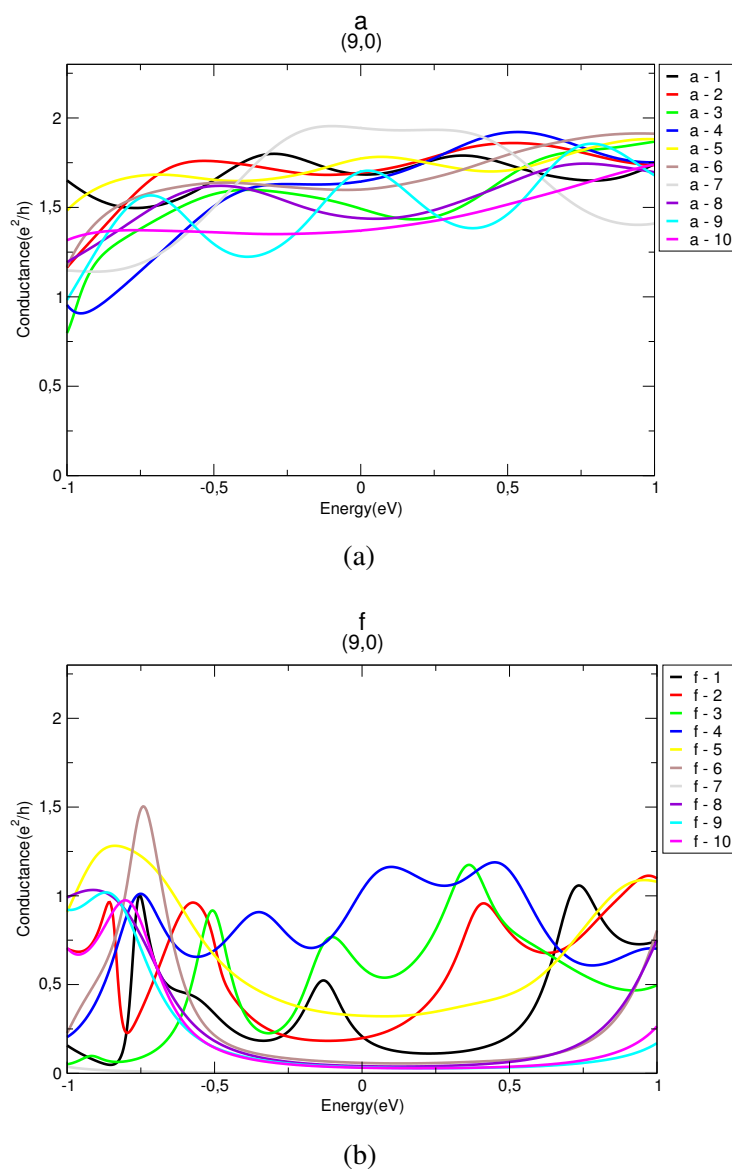 a
(9,0)
2
1,5
1
0,5
0
Conductance(e²/h)
-1
-0,5
0
0,5
1
Energy(eV)
a - 1
a - 2
a - 3
a - 4
a - 5
a - 6
a - 7
a - 8
a - 9
a - 10
(a)
f
(9,0)
2
1,5
1
0,5
0
Conductance(e²/h)
-1
-0,5
0
0,5
1
Energy(eV)
f - 1
f - 2
f - 3
f - 4
f - 5
f - 6
f - 7
f - 8
f - 9
f - 10
(b)